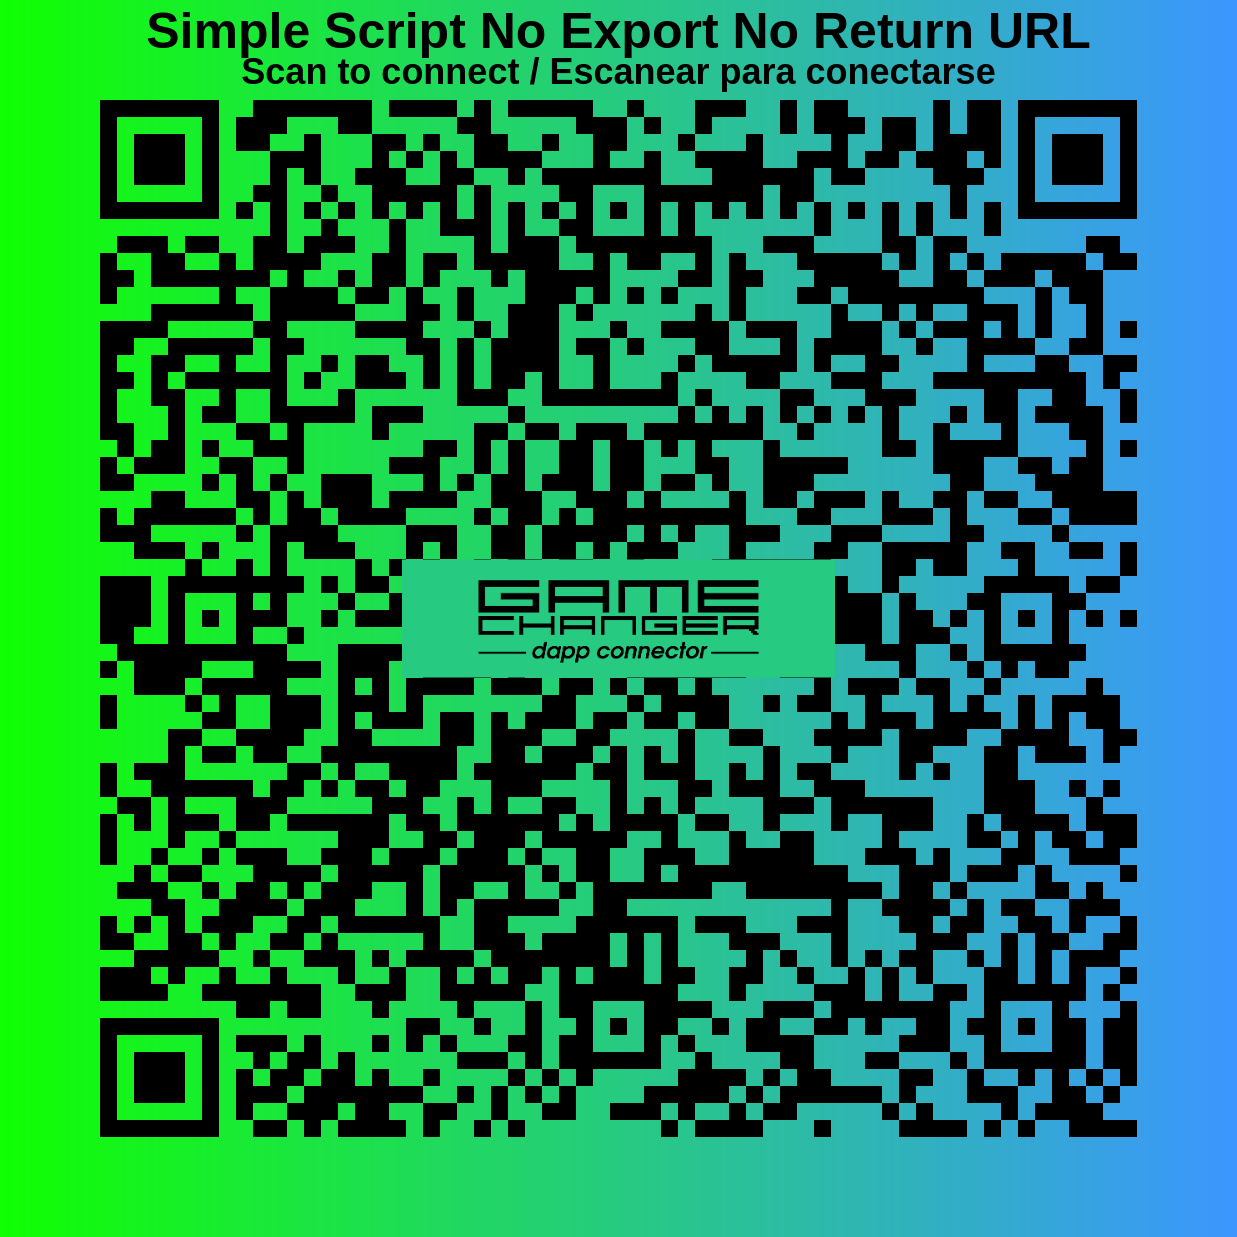 Simple Script No Export No Return URL
Scan to connect / Escanear para conectarse
GAME
CHANGER
dapp connector